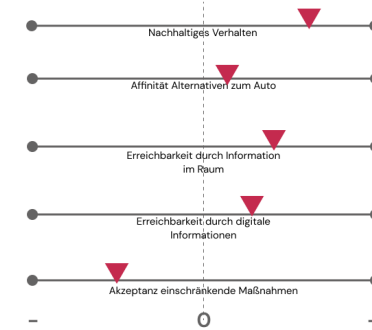 Nachhaltiges Verhalten
Affinität Alternativen zum Auto
Erreichbarkeit durch Information
im Raum
Erreichbarkeit durch digitale
Informationen
Akzeptanz einschränkende Maßnahmen
– 0